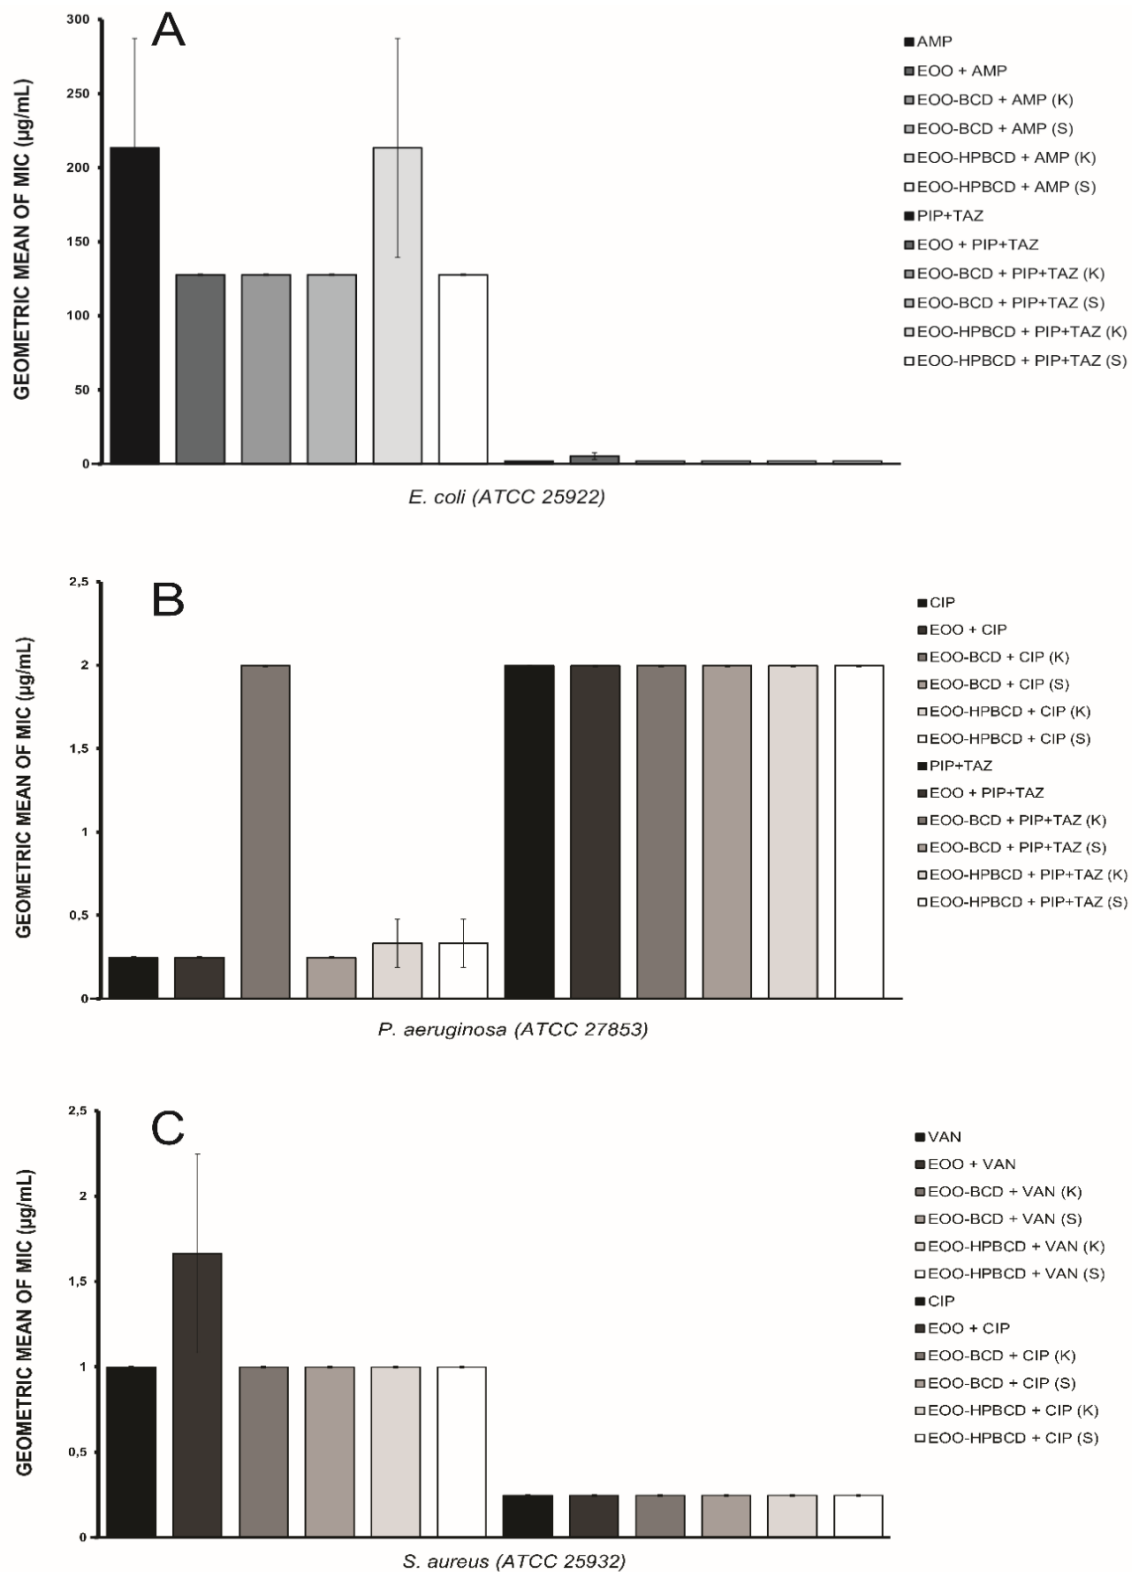 A
GEOMETRIC MEAN OF MIC (µg/mL)
300
250
200
150
100
50
0
E. coli (ATCC 25922)
AMP
EOO + AMP
EOO-BCD + AMP (K)
EOO-BCD + AMP (S)
EOO-HPBCD + AMP (K)
EOO-HPBCD + AMP (S)
PIP+TAZ
EOO + PIP+TAZ
EOO-BCD + PIP+TAZ (K)
EOO-BCD + PIP+TAZ (S)
EOO-HPBCD + PIP+TAZ (K)
EOO-HPBCD + PIP+TAZ (S)
B
GEOMETRIC MEAN OF MIC (µg/mL)
2,5
2
1,5
1
0,5
0
P. aeruginosa (ATCC 27853)
CIP
EOO + CIP
EOO-BCD + CIP (K)
EOO-BCD + CIP (S)
EOO-HPBCD + CIP (K)
EOO-HPBCD + CIP (S)
PIP+TAZ
EOO + PIP+TAZ
EOO-BCD + PIP+TAZ (K)
EOO-BCD + PIP+TAZ (S)
EOO-HPBCD + PIP+TAZ (K)
EOO-HPBCD + PIP+TAZ (S)
C
GEOMETRIC MEAN OF MIC (µg/mL)
2,5
2
1,5
1
0,5
0
S. aureus (ATCC 25932)
VAN
EOO + VAN
EOO-BCD + VAN (K)
EOO-BCD + VAN (S)
EOO-HPBCD + VAN (K)
EOO-HPBCD + VAN (S)
CIP
EOO + CIP
EOO-BCD + CIP (K)
EOO-BCD + CIP (S)
EOO-HPBCD + CIP (K)
EOO-HPBCD + CIP (S)